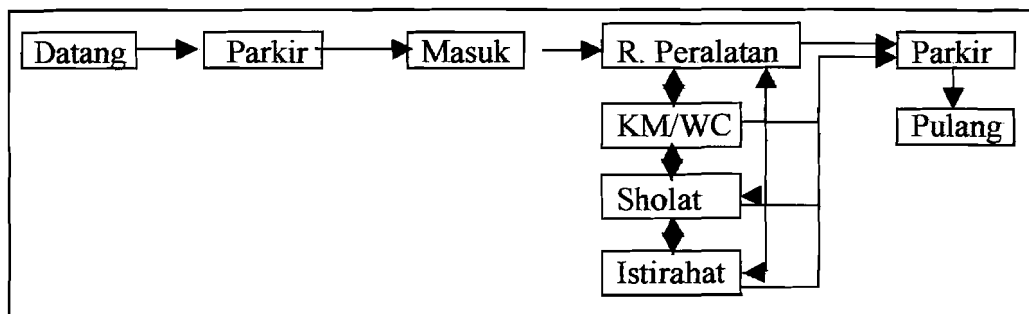 Datang
Parkir
Masuk
R. Peralatan
Parkir
KM/WC
Pulang
Sholat
Istirahat